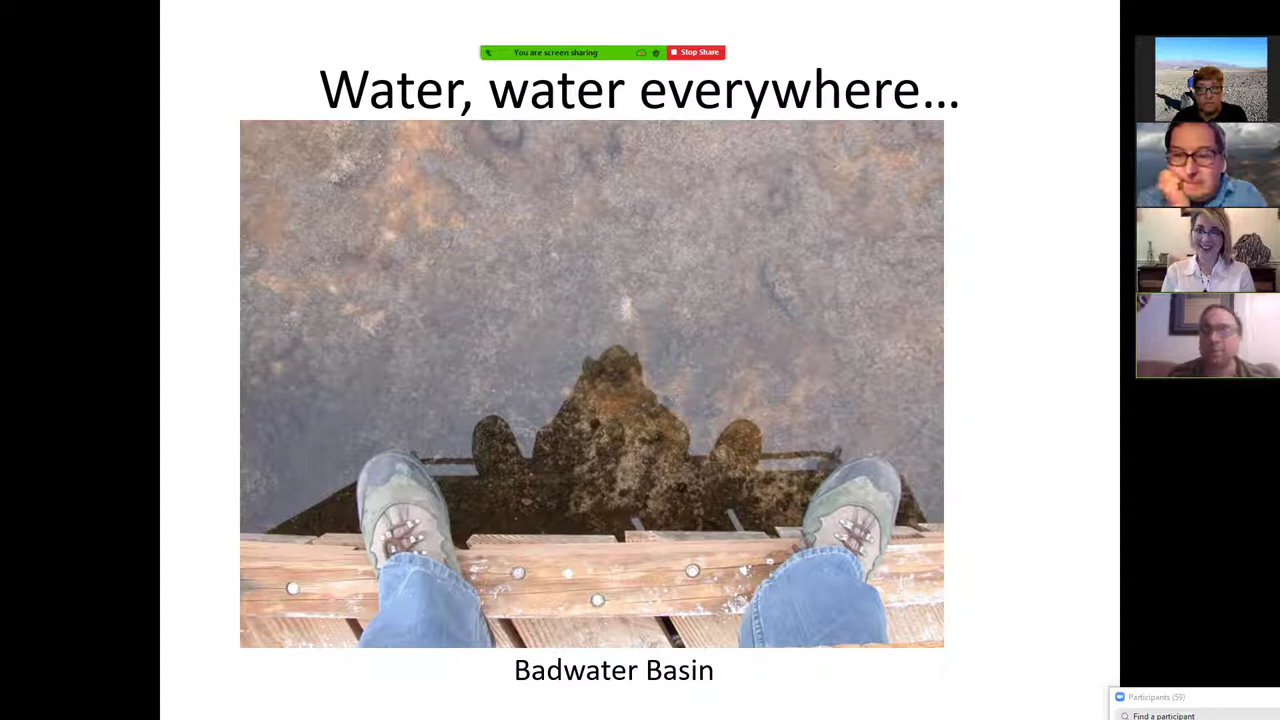 You are screen sharing
Stop Share
Water, water everywhere...
Badwater Basin
Participants (59)
Find a participant